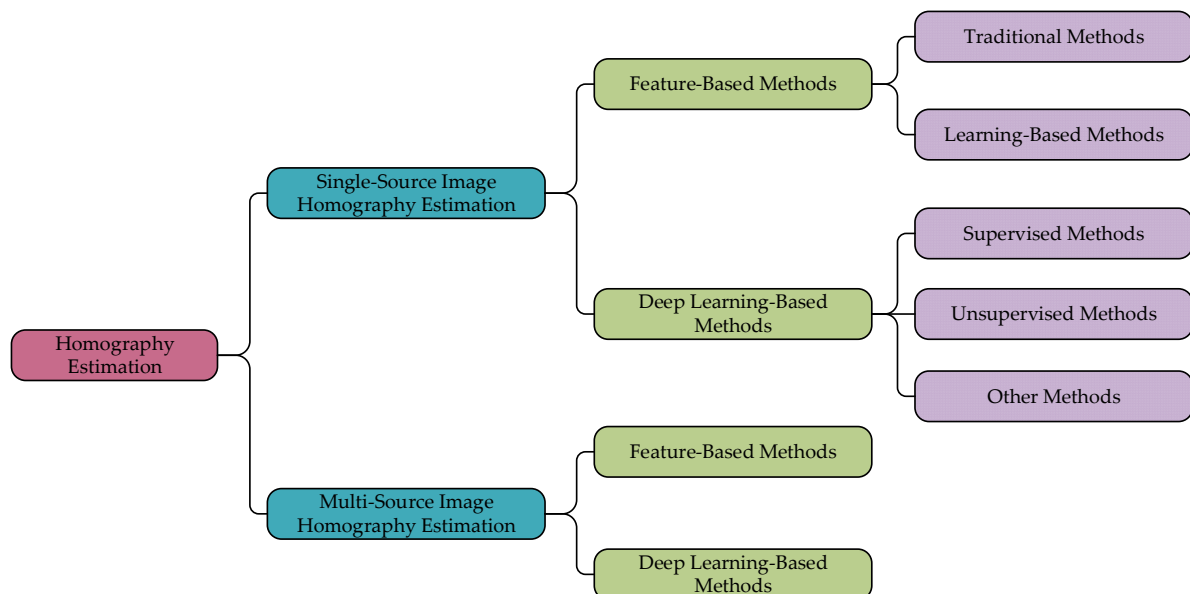 Traditional Methods
Feature-Based Methods
Learning-Based Methods
Single-Source Image
Homography Estimation
Supervised Methods
Deep Learning-Based
Methods
Unsupervised Methods
Homography
Estimation
Other Methods
Feature-Based Methods
Multi-Source Image
Homography Estimation
Deep Learning-Based
Methods